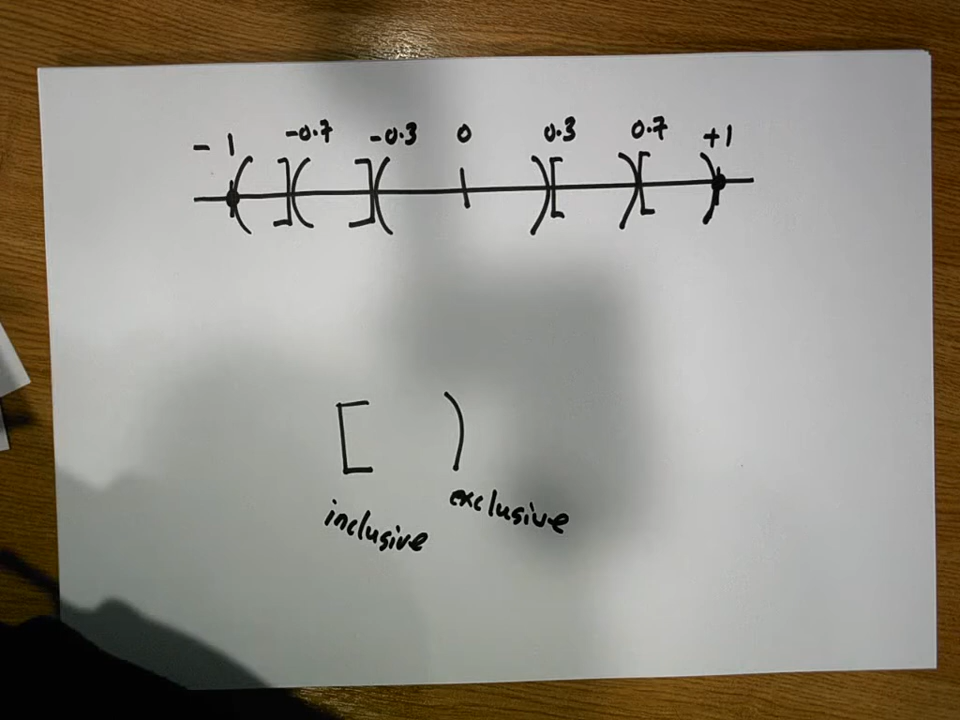 - 1 -0.7 -0.3 0 0.3 0.7 +1
( ]( ]( )[ )[ )
[ )
inclusive exclusive